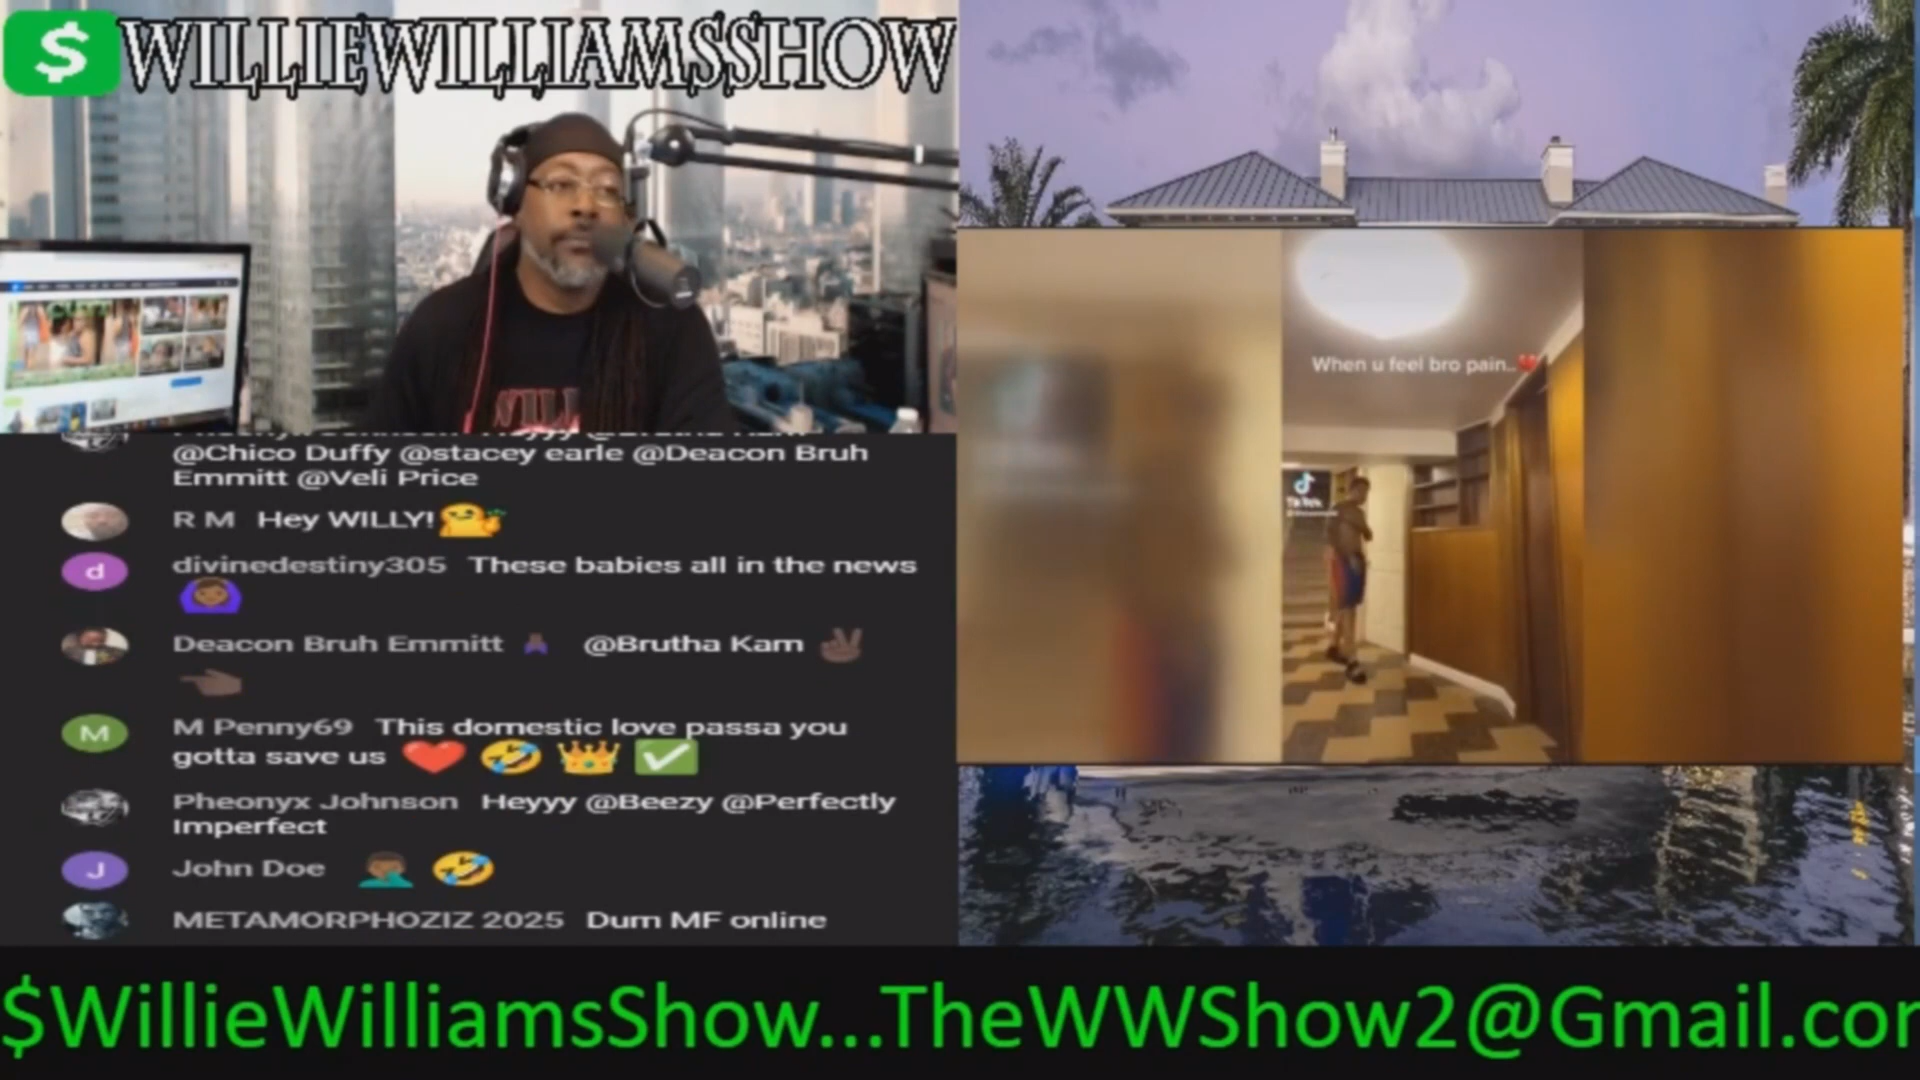 $ WILLIEWILLIAMSSHOW
When u feel bro pain..
TikTok
@Chico Duffy @stacey earle @Deacon Bruh
Emmitt @Veli Price
R M Hey WILLY!
d divinedestiny305 These babies all in the news
Deacon Bruh Emmitt @Brutha Kam
M M Penny69 This domestic love passa you
gotta save us
Pheonyx Johnson Heyyy @Beezy @Perfectly
Imperfect
J John Doe
METAMORPHOZIZ 2025 Dum MF online
$WillieWilliamsShow...TheWWShow2@Gmail.com